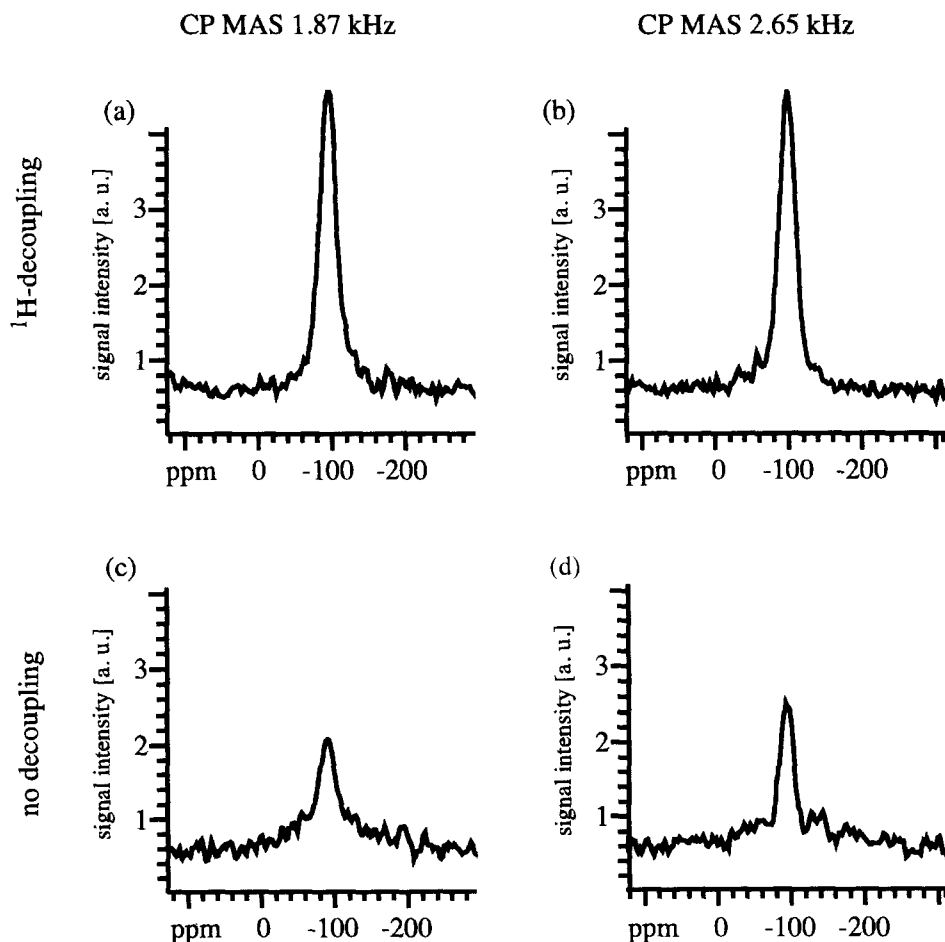 CP MAS 1.87 kHz
CP MAS 2.65 kHz
¹H-decoupling
(a)
signal intensity [a. u.]
3
2
1
ppm 0 -100 -200
(b)
signal intensity [a. u.]
3
2
1
ppm 0 -100 -200
no decoupling
(c)
signal intensity [a. u.]
3
2
1
ppm 0 -100 -200
(d)
signal intensity [a. u.]
3
2
1
ppm 0 -100 -200